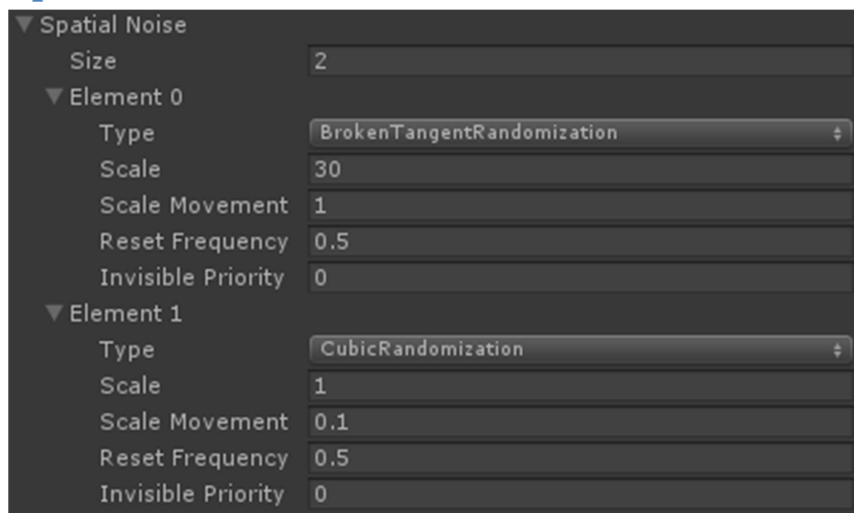 Spatial Noise
Size 2
Element 0
Type BrokenTangentRandomization
Scale 30
Scale Movement 1
Reset Frequency 0.5
Invisible Priority 0
Element 1
Type CubicRandomization
Scale 1
Scale Movement 0.1
Reset Frequency 0.5
Invisible Priority 0